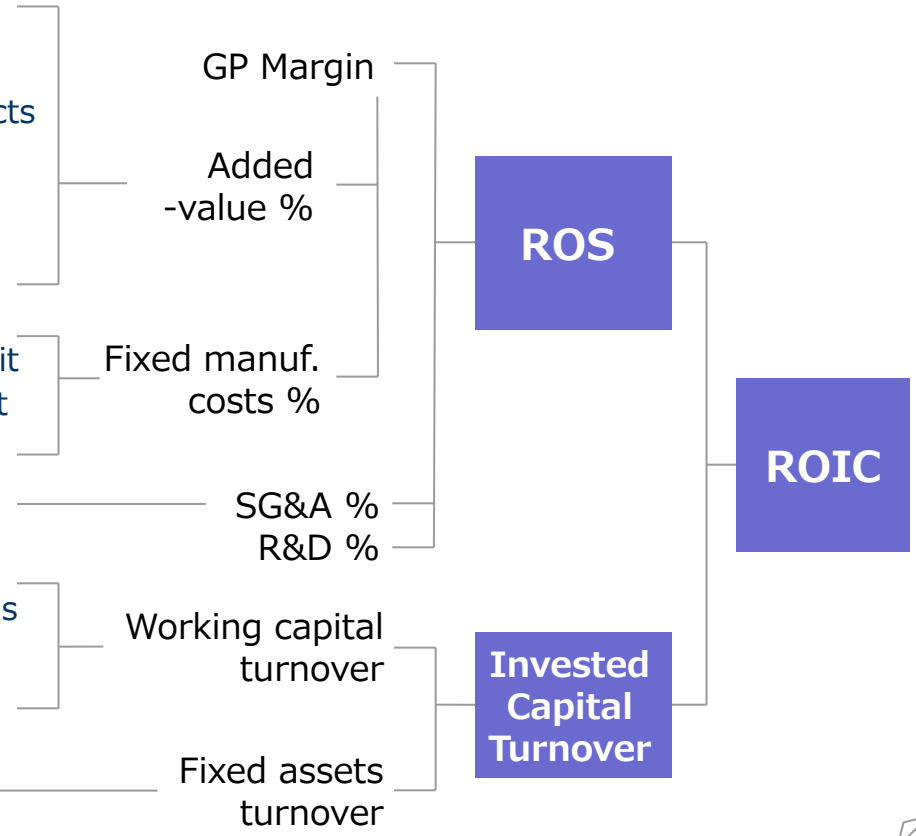 GP Margin
Added
-value %
ROS
Fixed manuf.
costs %
ROIC
SG&A %
R&D %
Working capital
turnover
Invested
Capital
Turnover
Fixed assets
turnover